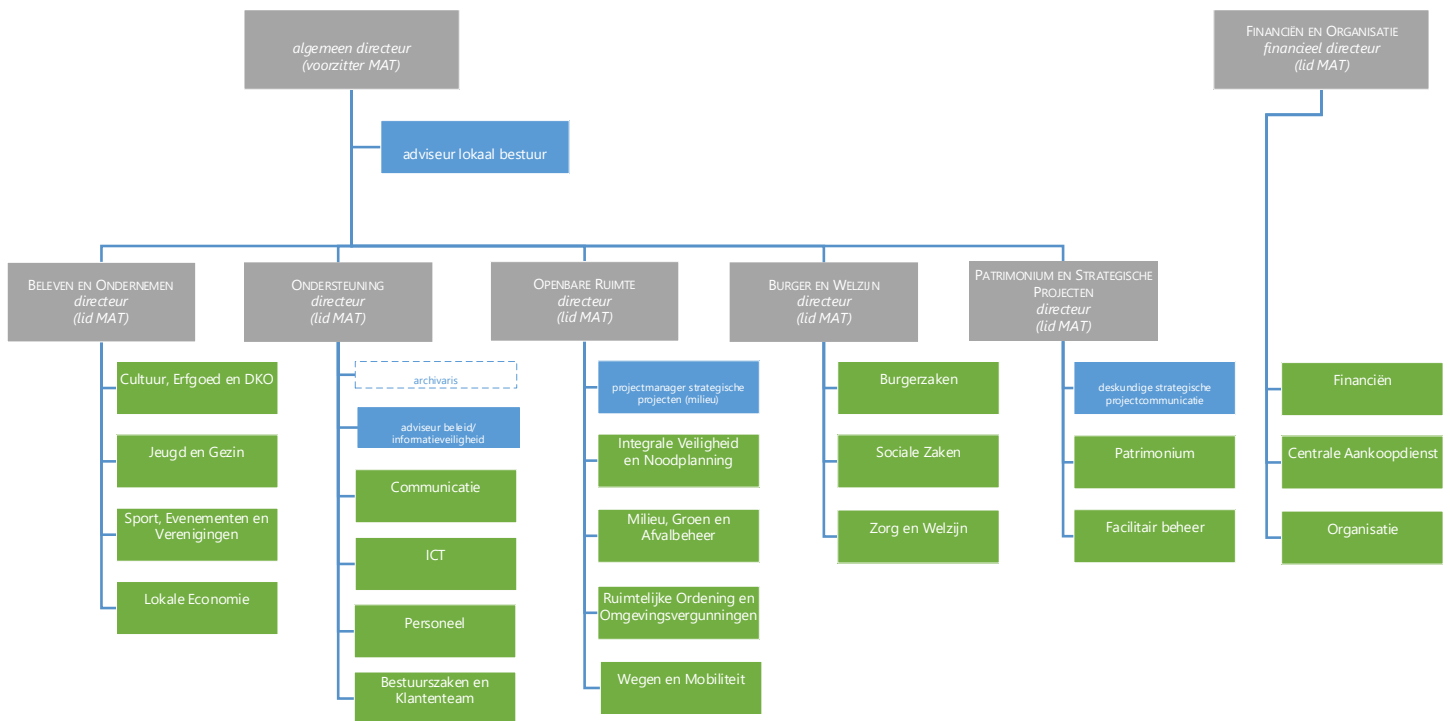 algemeen directeur
(voorzitter MAT)
FINANCIËN EN ORGANISATIE
financieel directeur
(lid MAT)
adviseur lokaal bestuur
BELEVEN EN ONDERNEMEN
directeur
(lid MAT)
ONDERSTEUNING
directeur
(lid MAT)
OPENBARE RUIMTE
directeur
(lid MAT)
BURGER EN WELZIJN
directeur
(lid MAT)
PATRIMONIUM EN STRATEGISCHE
PROJECTEN
directeur
(lid MAT)
Cultuur, Erfgoed en DKO
Jeugd en Gezin
Sport, Evenementen en
Verenigingen
Lokale Economie
archivaris
adviseur beleid/
informatieveiligheid
Communicatie
ICT
Personeel
Bestuurszaken en
Klantenteam
projectmanager strategische
projecten (milieu)
Integrale Veiligheid
en Noodplanning
Milieu, Groen en
Afvalbeheer
Ruimtelijke Ordening en
Omgevingsvergunningen
Wegen en Mobiliteit
Burgerzaken
Sociale Zaken
Zorg en Welzijn
deskundige strategische
projectcommunicatie
Patrimonium
Facilitair beheer
Financiën
Centrale Aankoopdienst
Organisatie